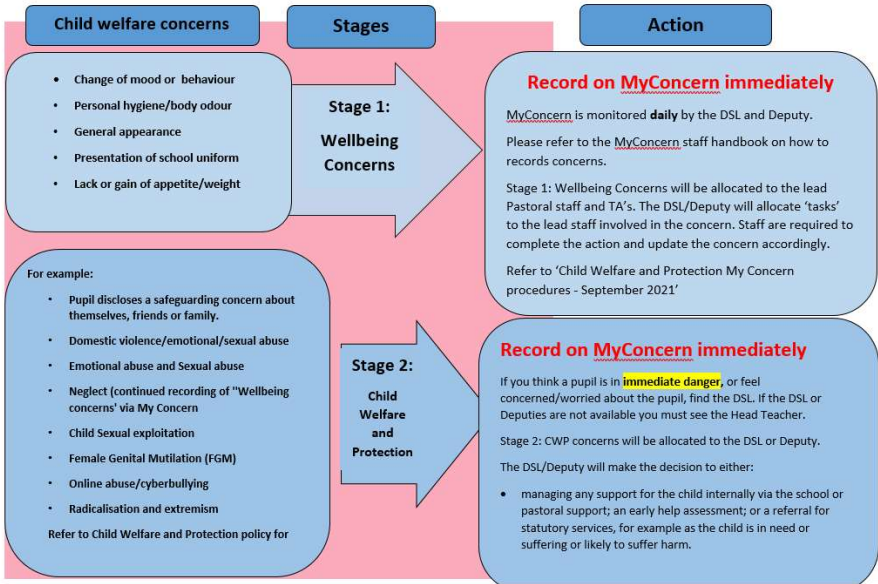 Child welfare concerns
Stages
Action
• Change of mood or behaviour
• Personal hygiene/body odour
• General appearance
• Presentation of school uniform
• Lack or gain of appetite/weight
Stage 1:
Wellbeing
Concerns
Record on MyConcern immediately
MyConcern is monitored daily by the DSL and Deputy.
Please refer to the MyConcern staff handbook on how to
records concerns.
Stage 1: Wellbeing Concerns will be allocated to the lead
Pastoral staff and TA's. The DSL/Deputy will allocate 'tasks'
to the lead staff involved in the concern. Staff are required to
complete the action and update the concern accordingly.
Refer to 'Child Welfare and Protection My Concern
procedures - September 2021'
For example:
• Pupil discloses a safeguarding concern about
themselves, friends or family.
• Domestic violence/emotional/sexual abuse
• Emotional abuse and Sexual abuse
• Neglect (continued recording of "Wellbeing
concerns' via My Concern
• Child Sexual exploitation
• Female Genital Mutilation (FGM)
• Online abuse/cyberbullying
• Radicalisation and extremism
Refer to Child Welfare and Protection policy for
Stage 2:
Child
Welfare
and
Protection
Record on MyConcern immediately
If you think a pupil is in immediate danger, or feel
concerned/worried about the pupil, find the DSL. If the DSL or
Deputies are not available you must see the Head Teacher.
Stage 2: CWP concerns will be allocated to the DSL or Deputy.
The DSL/Deputy will make the decision to either:
• managing any support for the child internally via the school or
pastoral support; an early help assessment; or a referral for
statutory services, for example as the child is in need or
suffering or likely to suffer harm.